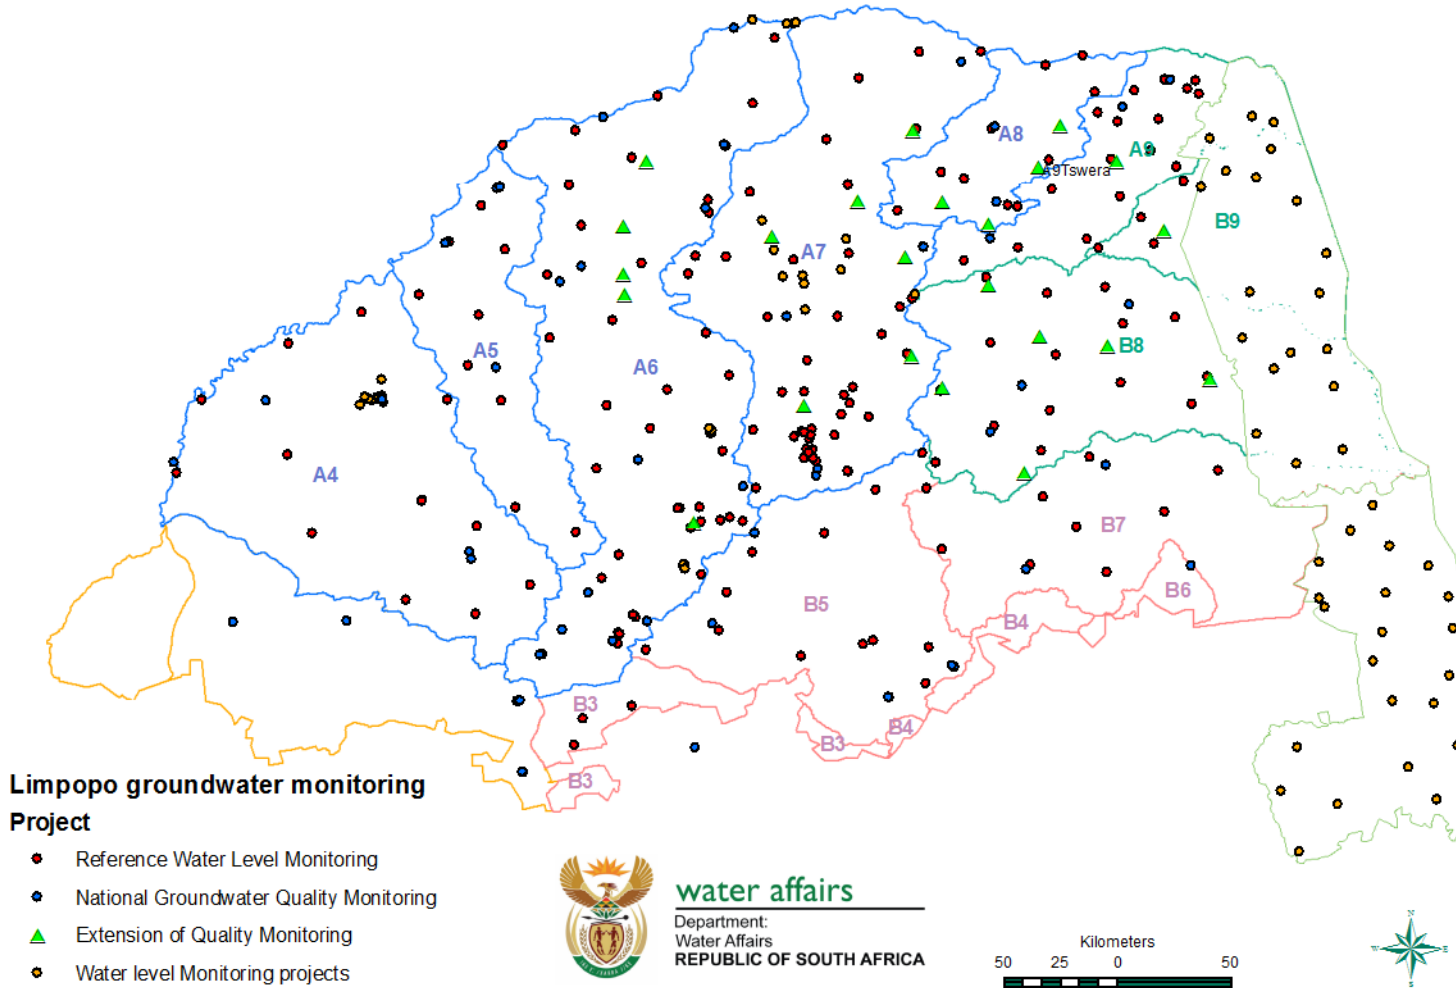 A8
A9
A9Tswera
B9
A7
A5
A6
B8
A4
B7
B5
B6
B4
B3
B4
B3
B3
Limpopo groundwater monitoring
Project
Reference Water Level Monitoring
National Groundwater Quality Monitoring
Extension of Quality Monitoring
Water level Monitoring projects
water affairs
Department:
Water Affairs
REPUBLIC OF SOUTH AFRICA
Kilometers
50 25 0 50
N
W E
S